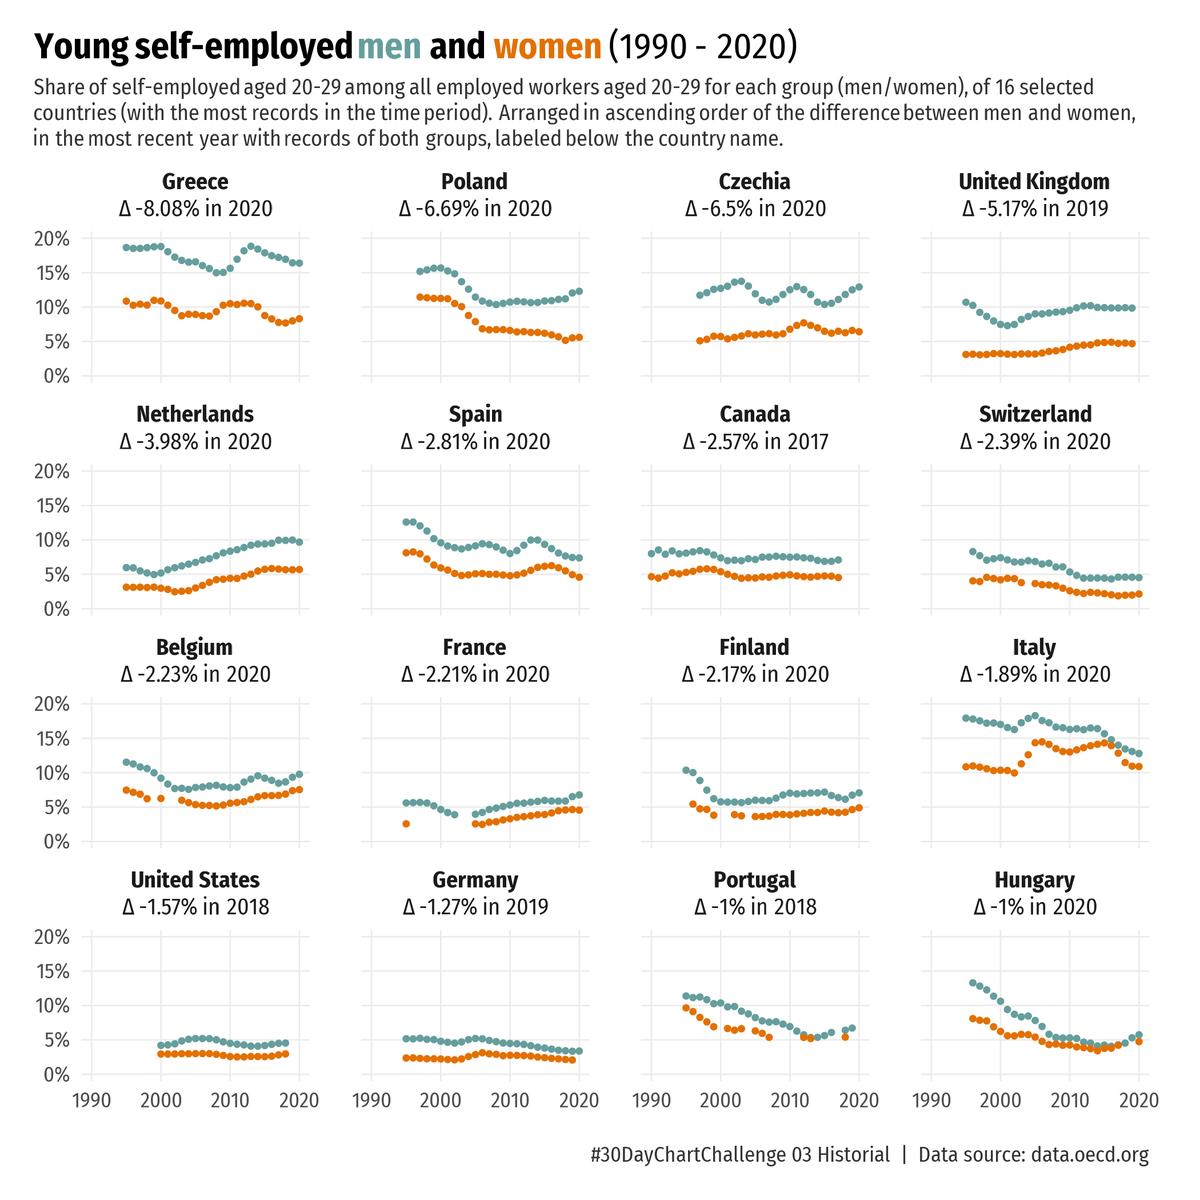 Young self-employed men and women (1990 - 2020)
Share of self-employed aged 20-29 among all employed workers aged 20-29 for each group (men/women), of 16 selected
countries (with the most records in the time period). Arranged in ascending order of the difference between men and women,
in the most recent year with records of both groups, labeled below the country name.
Greece Poland Czechia United Kingdom
Δ -8.08% in 2020 Δ -6.69% in 2020 Δ -6.5% in 2020 Δ -5.17% in 2019
20%
15%
10%
5%
0%
Netherlands Spain Canada Switzerland
Δ -3.98% in 2020 Δ -2.81% in 2020 Δ -2.57% in 2017 Δ -2.39% in 2020
20%
15%
10%
5%
0%
Belgium France Finland Italy
Δ -2.23% in 2020 Δ -2.21% in 2020 Δ -2.17% in 2020 Δ -1.89% in 2020
20%
15%
10%
5%
0%
United States Germany Portugal Hungary
Δ -1.57% in 2018 Δ -1.27% in 2019 Δ -1% in 2018 Δ -1% in 2020
20%
15%
10%
5%
0%
1990 2000 2010 2020 1990 2000 2010 2020 1990 2000 2010 2020 1990 2000 2010 2020
#30DayChartChallenge 03 Historial | Data source: data.oecd.org